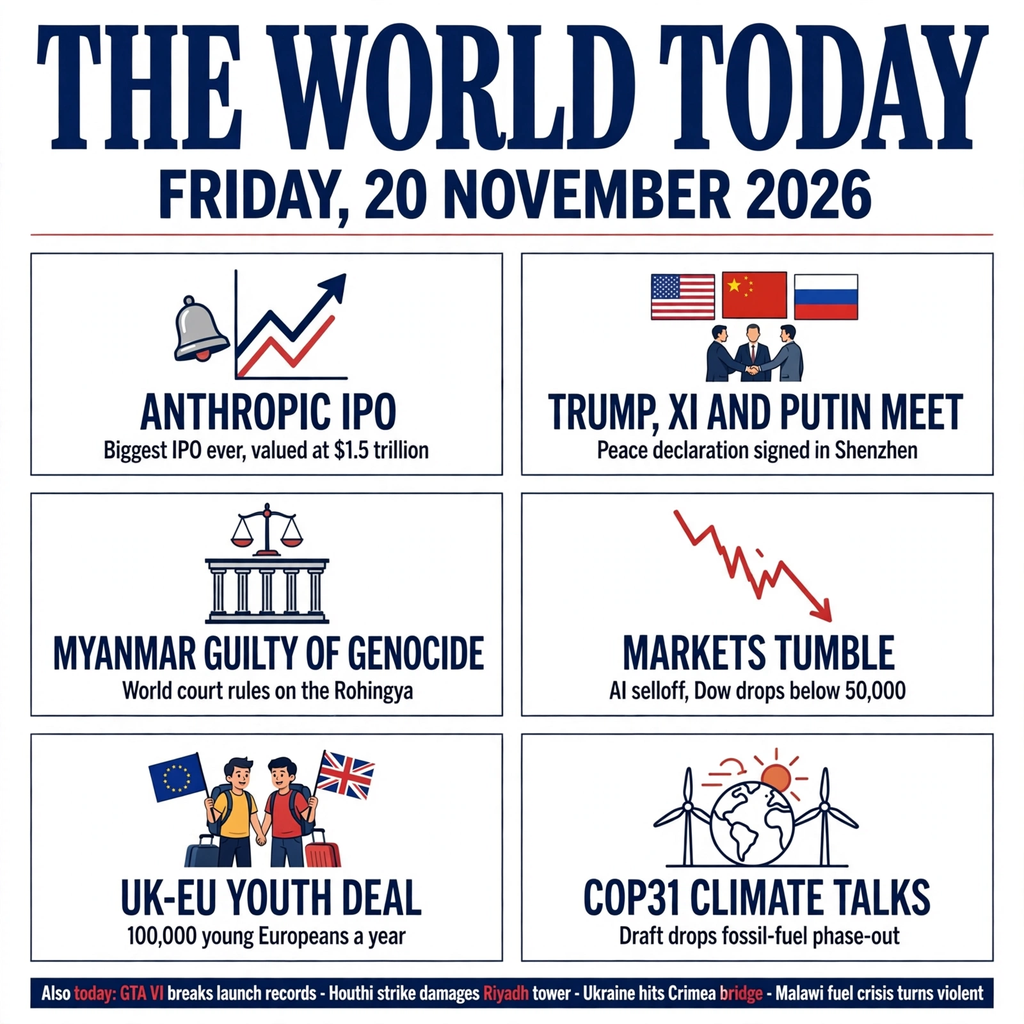 THE WORLD TODAY
FRIDAY, 20 NOVEMBER 2026
ANTHROPIC IPO
Biggest IPO ever, valued at $1.5 trillion
TRUMP, XI AND PUTIN MEET
Peace declaration signed in Shenzhen
MYANMAR GUILTY OF GENOCIDE
World court rules on the Rohingya
MARKETS TUMBLE
AI selloff, Dow drops below 50,000
UK-EU YOUTH DEAL
100,000 young Europeans a year
COP31 CLIMATE TALKS
Draft drops fossil-fuel phase-out
Also today: GTA VI breaks launch records - Houthi strike damages Riyadh tower - Ukraine hits Crimea bridge - Malawi fuel crisis turns violent